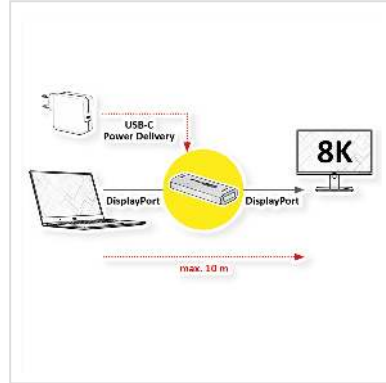 USB-C
Power Delivery
8K
DisplayPort
DisplayPort
max. 10 m